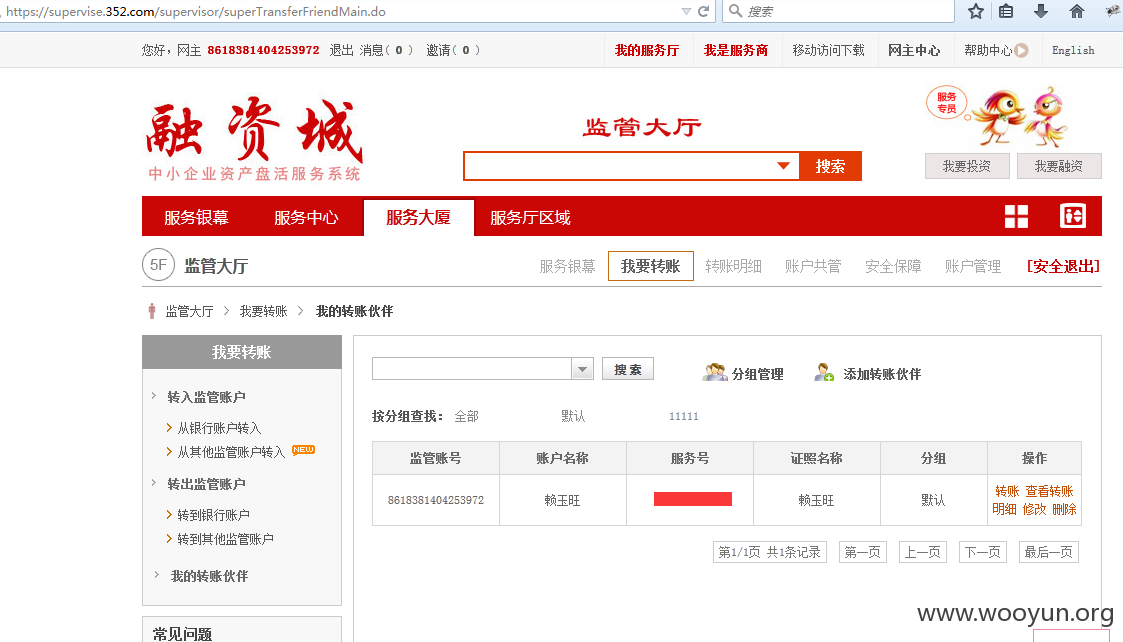 https://supervise.352.com/supervisor/superTransferFriendMain.do
搜索
您好，网主 8618381404253972 退出 消息( 0 ) 邀请( 0 )
我的服务厅 我是服务商 移动访问下载 网主中心 帮助中心 English
融资城
中小企业资产盘活服务系统
监管大厅
服务专员
搜索
我要投资 我要融资
服务银幕 服务中心 服务大厦 服务厅区域
5F 监管大厅
服务银幕 我要转账 转账明细 账户共管 安全保障 账户管理 [安全退出]
监管大厅 > 我要转账 > 我的转账伙伴
我要转账
转入监管账户
从银行账户转入
从其他监管账户转入 NEW
转出监管账户
转到银行账户
转到其他监管账户
我的转账伙伴
常见问题
搜 索 分组管理 添加转账伙伴
按分组查找： 全部 默认 11111
监管账号 账户名称 服务号 证照名称 分组 操作
8618381404253972 赖玉旺 赖玉旺 默认 转账 查看转账
明细 修改 删除
第1/1页 共1条记录 第一页 上一页 下一页 最后一页
www.wooyun.org